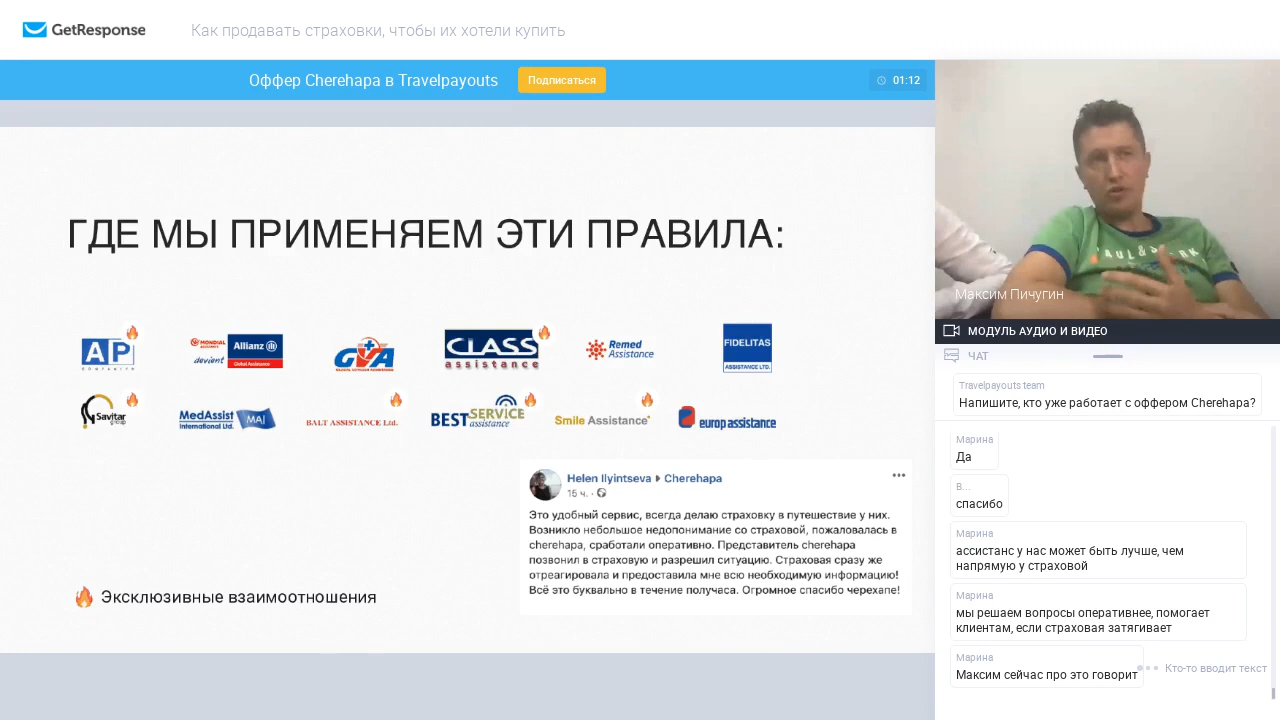 GetResponse
Как продавать страховки, чтобы их хотели купить
Оффер Cherehapa в Travelpayouts
Подписаться
01:12
ГДЕ МЫ ПРИМЕНЯЕМ ЭТИ ПРАВИЛА:
AP
MONDIAL
devient
Allianz
Global Assistance
GVA
CLASS
assistance
Remed
Assistance
FIDELITAS
ASSISTANCE LTD.
Savitar
group
MedAssist
International Ltd.
MAI
BALT ASSISTANCE Ltd.
BEST SERVICE
assistance
Smile Assistance
europ assistance
Helen Ilyintseva Cherehapa
15 ч.
Это удобный сервис, всегда делаю страховку в путешествие у них.
Возникло небольшое недопонимание со страховой, пожаловалась в
cherehapa, сработали оперативно. Представитель cherehapa
позвонил в страховую и разрешил ситуацию. Страховая сразу же
отреагировала и предоставила мне всю необходимую информацию!
Всё это буквально в течение получаса. Огромное спасибо черехапе!
Эксклюзивные взаимоотношения
Максим Пичугин
МОДУЛЬ АУДИО И ВИДЕО
ЧАТ
Travelpayouts team
Напишите, кто уже работает с оффером Cherehapa?
Марина
Да
В...
спасибо
Марина
ассистанс у нас может быть лучше, чем
напрямую у страховой
Марина
мы решаем вопросы оперативнее, помогает
клиентам, если страховая затягивает
Марина
Максим сейчас про это говорит
Кто-то вводит текст